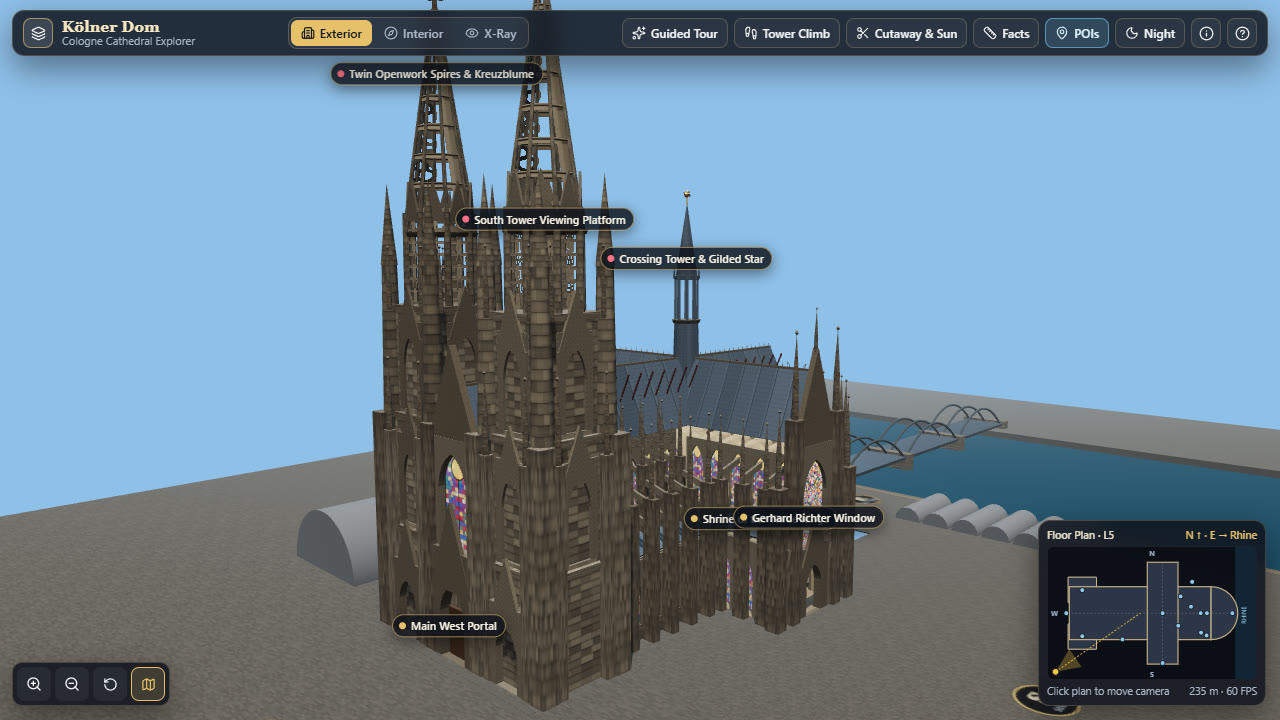 Kölner Dom
Cologne Cathedral Explorer
Exterior
Interior
X-Ray
Guided Tour
Tower Climb
Cutaway & Sun
Facts
POIs
Night
Twin Openwork Spires & Kreuzblume
South Tower Viewing Platform
Crossing Tower & Gilded Star
Shrine
Gerhard Richter Window
Main West Portal
Floor Plan · L5
N ↑ · E → Rhine
N
W
S
Click plan to move camera
235 m · 60 FPS